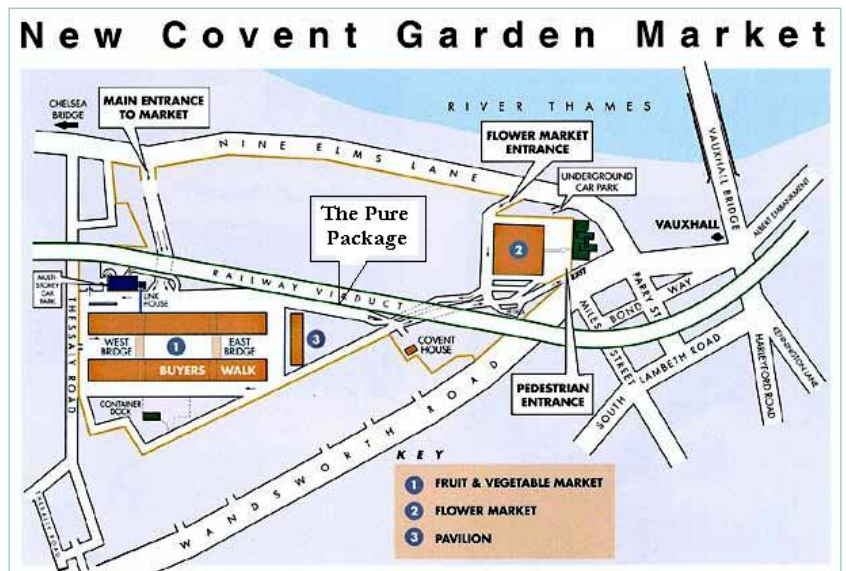 New Covent Garden Market
CHELSEA
BRIDGE
MAIN ENTRANCE
TO MARKET
RIVER THAMES
NINE ELMS LANE
FLOWER MARKET
ENTRANCE
UNDERGROUND
CAR PARK
VAUXHALL BRIDGE
ALBERT EMBANKMENT
VAUXHALL
The Pure
Package
2
EXIT
RAILWAY VIADUCT
MULTI
STOREY CAR
PARK
LINK
HOUSE
THESSALY ROAD
PARRY ST
BOND WAY
MILES STREET
WEST
BRIDGE
1
EAST
BRIDGE
3
COVENT
HOUSE
BUYERS WALK
SOUTH LAMBETH ROAD
HARLEYFORD ROAD
KENNINGTON LANE
PEDESTRIAN
ENTRANCE
CONTAINER
DOCK
WANDSWORTH ROAD
THESSALY ROAD
KEY
1 FRUIT & VEGETABLE MARKET
2 FLOWER MARKET
3 PAVILION